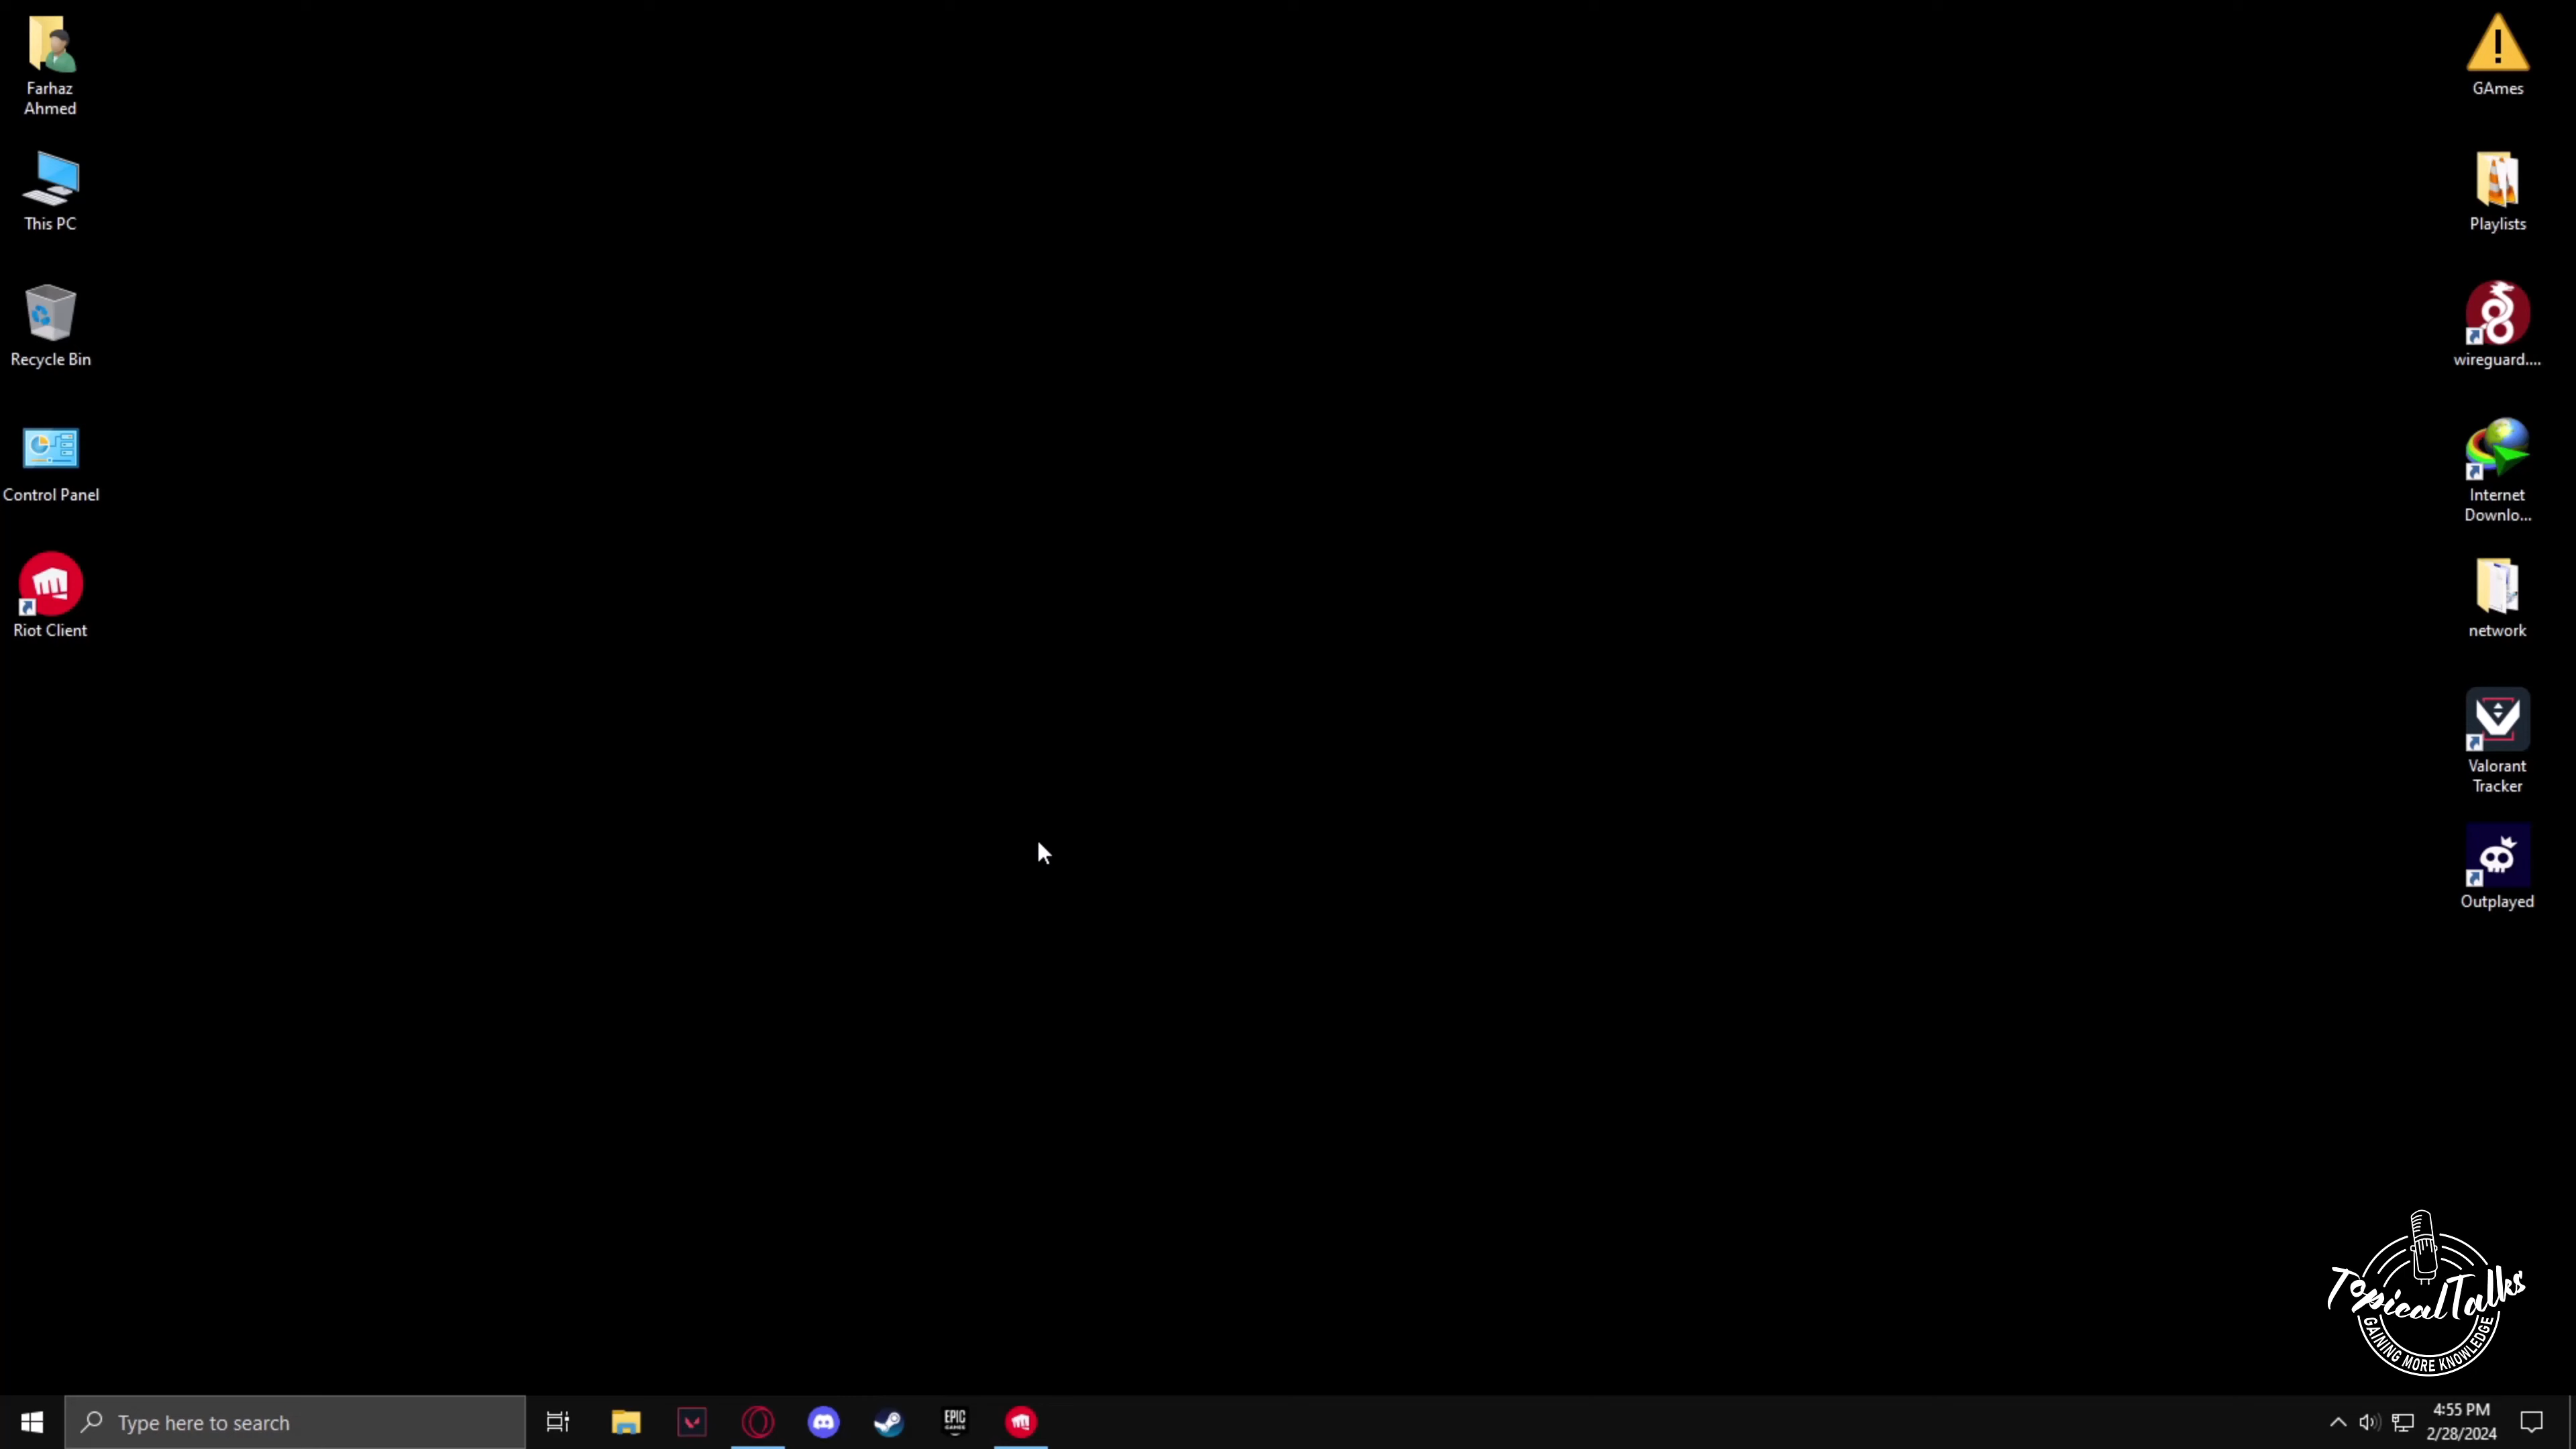 Farhaz
Ahmed
This PC
Recycle Bin
Control Panel
Riot Client
GAmes
Playlists
wireguard....
Internet
Downlo...
network
Valorant
Tracker
Outplayed
TopicalTalks
GAINING MORE KNOWLEDGE
Type here to search
EPIC
GAMES
4:55 PM
2/28/2024